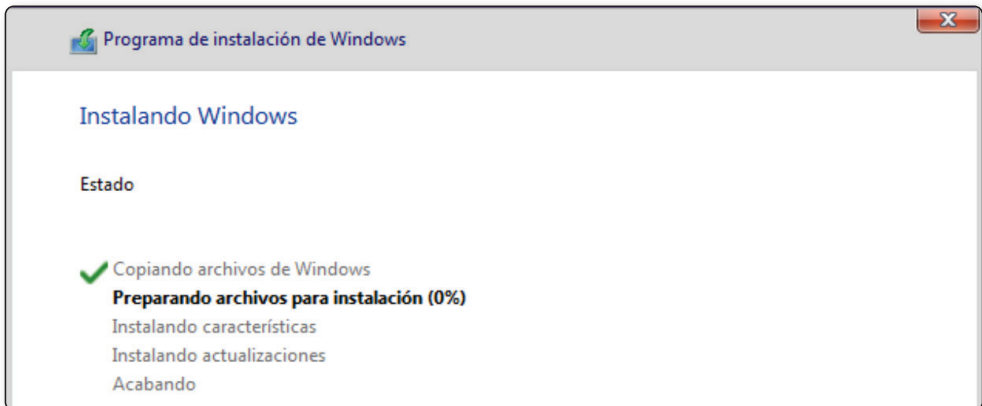 Programa de instalación de Windows
Instalando Windows
Estado
Copiando archivos de Windows
Preparando archivos para instalación (0%)
Instalando características
Instalando actualizaciones
Acabando